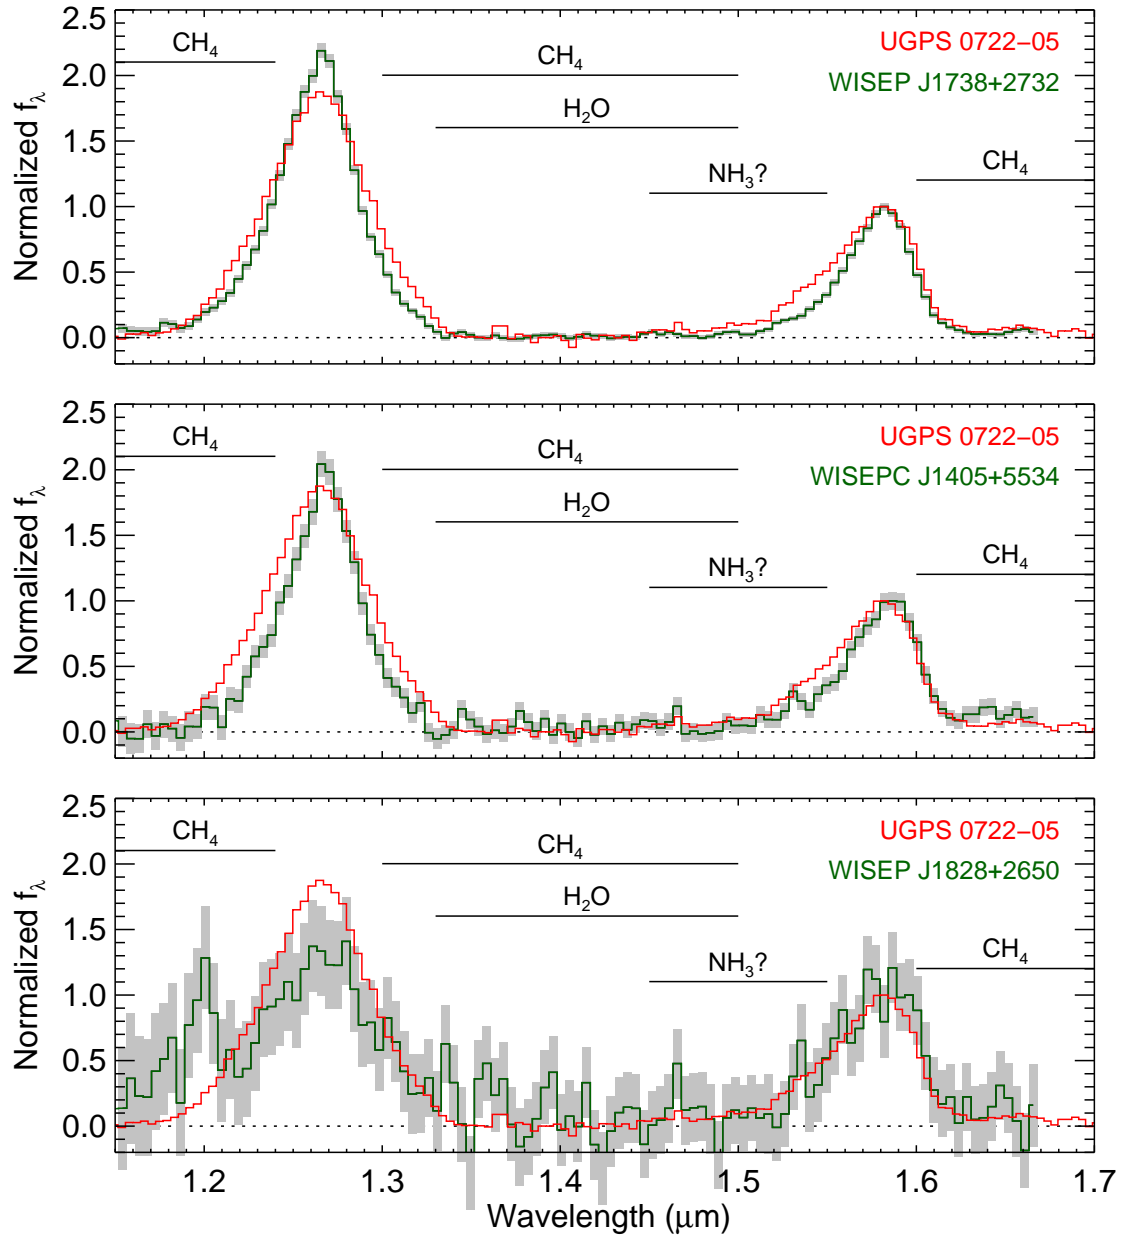 2.5
CH₄
UGPS 0722−05
2.0
CH₄
WISEP J1738+2732
H₂O
1.5
CH₄
NH₃?
1.0
0.5
0.0
Normalized f_λ
2.5
CH₄
UGPS 0722−05
2.0
CH₄
WISEPC J1405+5534
H₂O
1.5
CH₄
NH₃?
1.0
0.5
0.0
Normalized f_λ
2.5
CH₄
UGPS 0722−05
2.0
CH₄
WISEP J1828+2650
H₂O
1.5
CH₄
NH₃?
1.0
0.5
0.0
Normalized f_λ
1.2 1.3 1.4 1.5 1.6 1.7
Wavelength (μm)